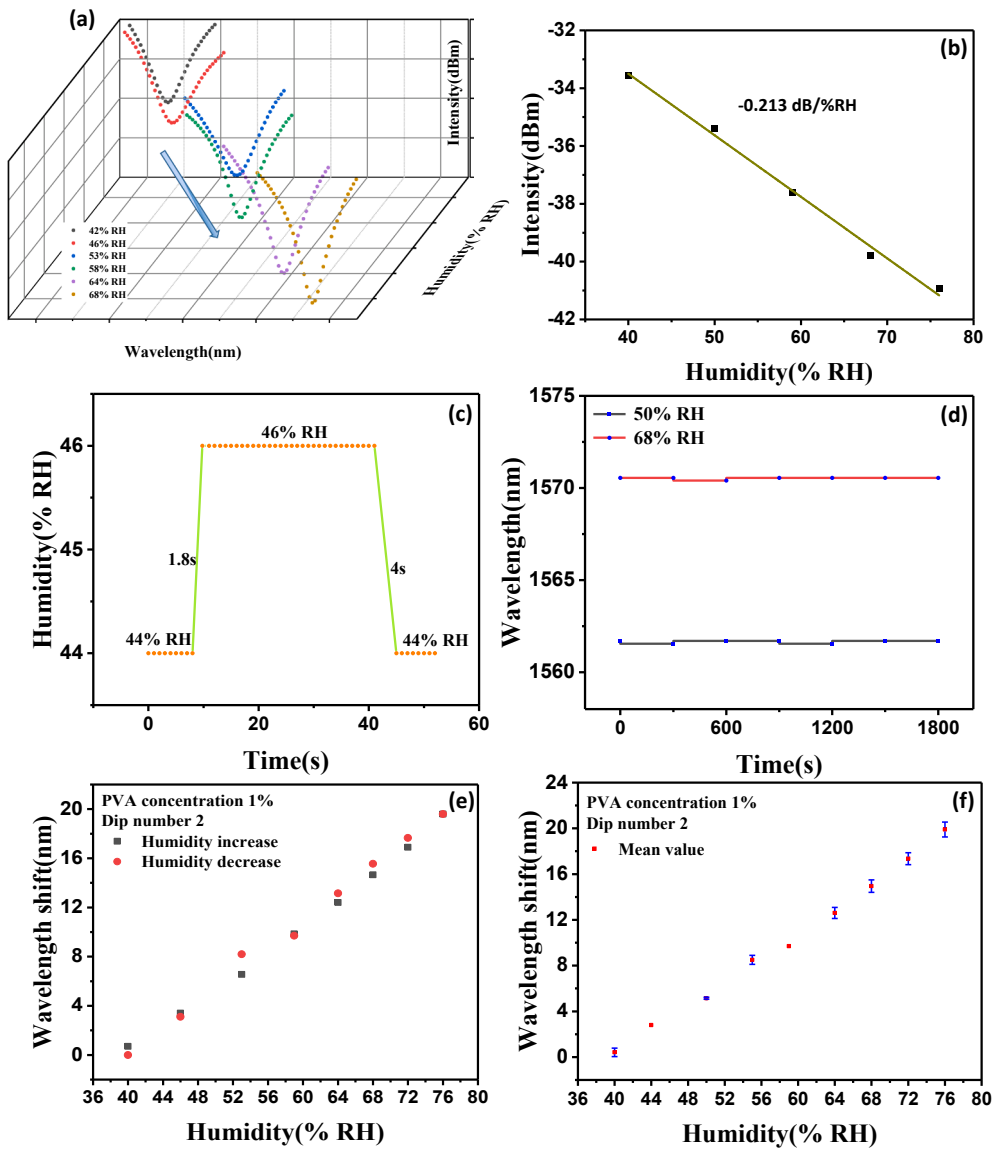 (a)
Intensity(dBm)
Humidity(% RH)
42% RH
46% RH
53% RH
58% RH
64% RH
68% RH
Wavelength(nm)
(b)
-32
-34
-36
-38
-40
-42
-0.213 dB/%RH
Intensity(dBm)
40
50
60
70
80
Humidity(% RH)
(c)
46% RH
46
45
44
1.8s
4s
44% RH
44% RH
Humidity(% RH)
0
20
40
60
Time(s)
(d)
50% RH
68% RH
1575
1570
1565
1560
Wavelength(nm)
0
600
1200
1800
Time(s)
(e)
PVA concentration 1%
Dip number 2
Humidity increase
Humidity decrease
20
16
12
8
4
0
Wavelength shift(nm)
36 40 44 48 52 56 60 64 68 72 76 80
Humidity(% RH)
(f)
PVA concentration 1%
Dip number 2
Mean value
24
20
16
12
8
4
0
Wavelength shift(nm)
36 40 44 48 52 56 60 64 68 72 76 80
Humidity(% RH)